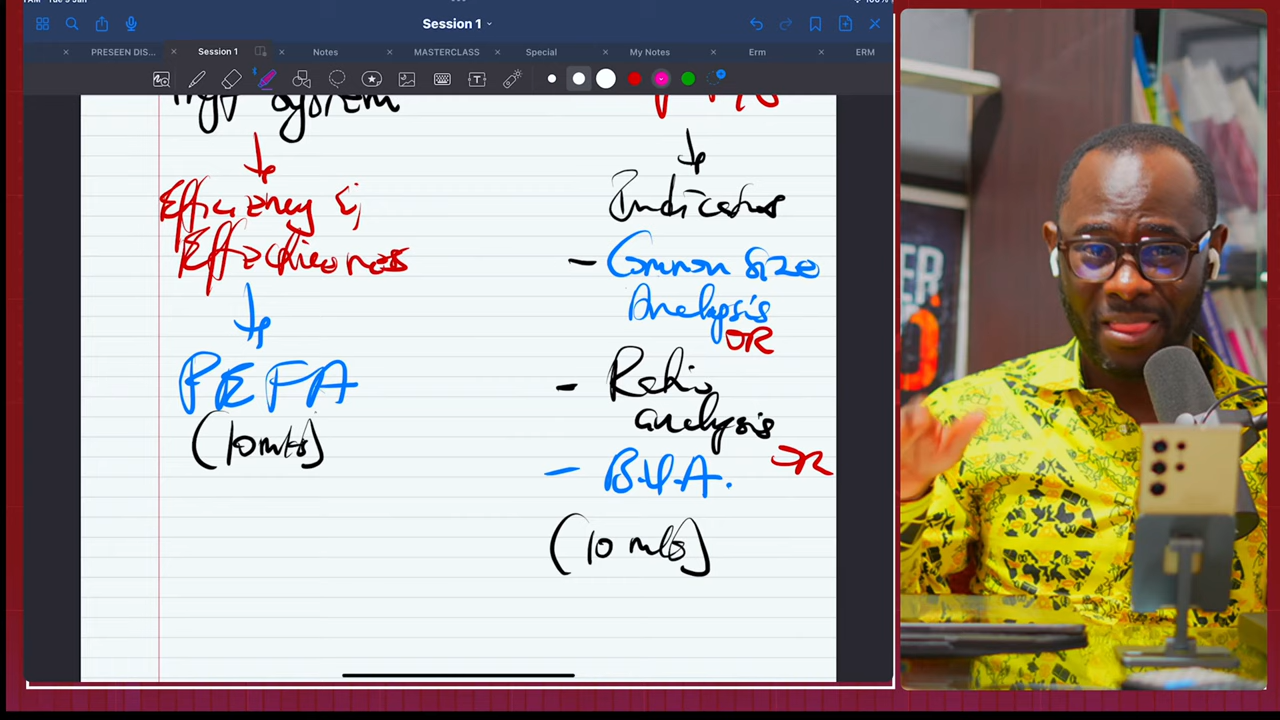 Session 1
PRESEEN DIS...
Session 1
Notes
MASTERCLASS
Special
My Notes
Erm
ERM
system
Efficiency &
Effectiveness
PEFA
(10mks)
Indicators
- Common Size
Analysis
OR
- Ratio
analysis
OR
- B.V.A.
(10 mks)